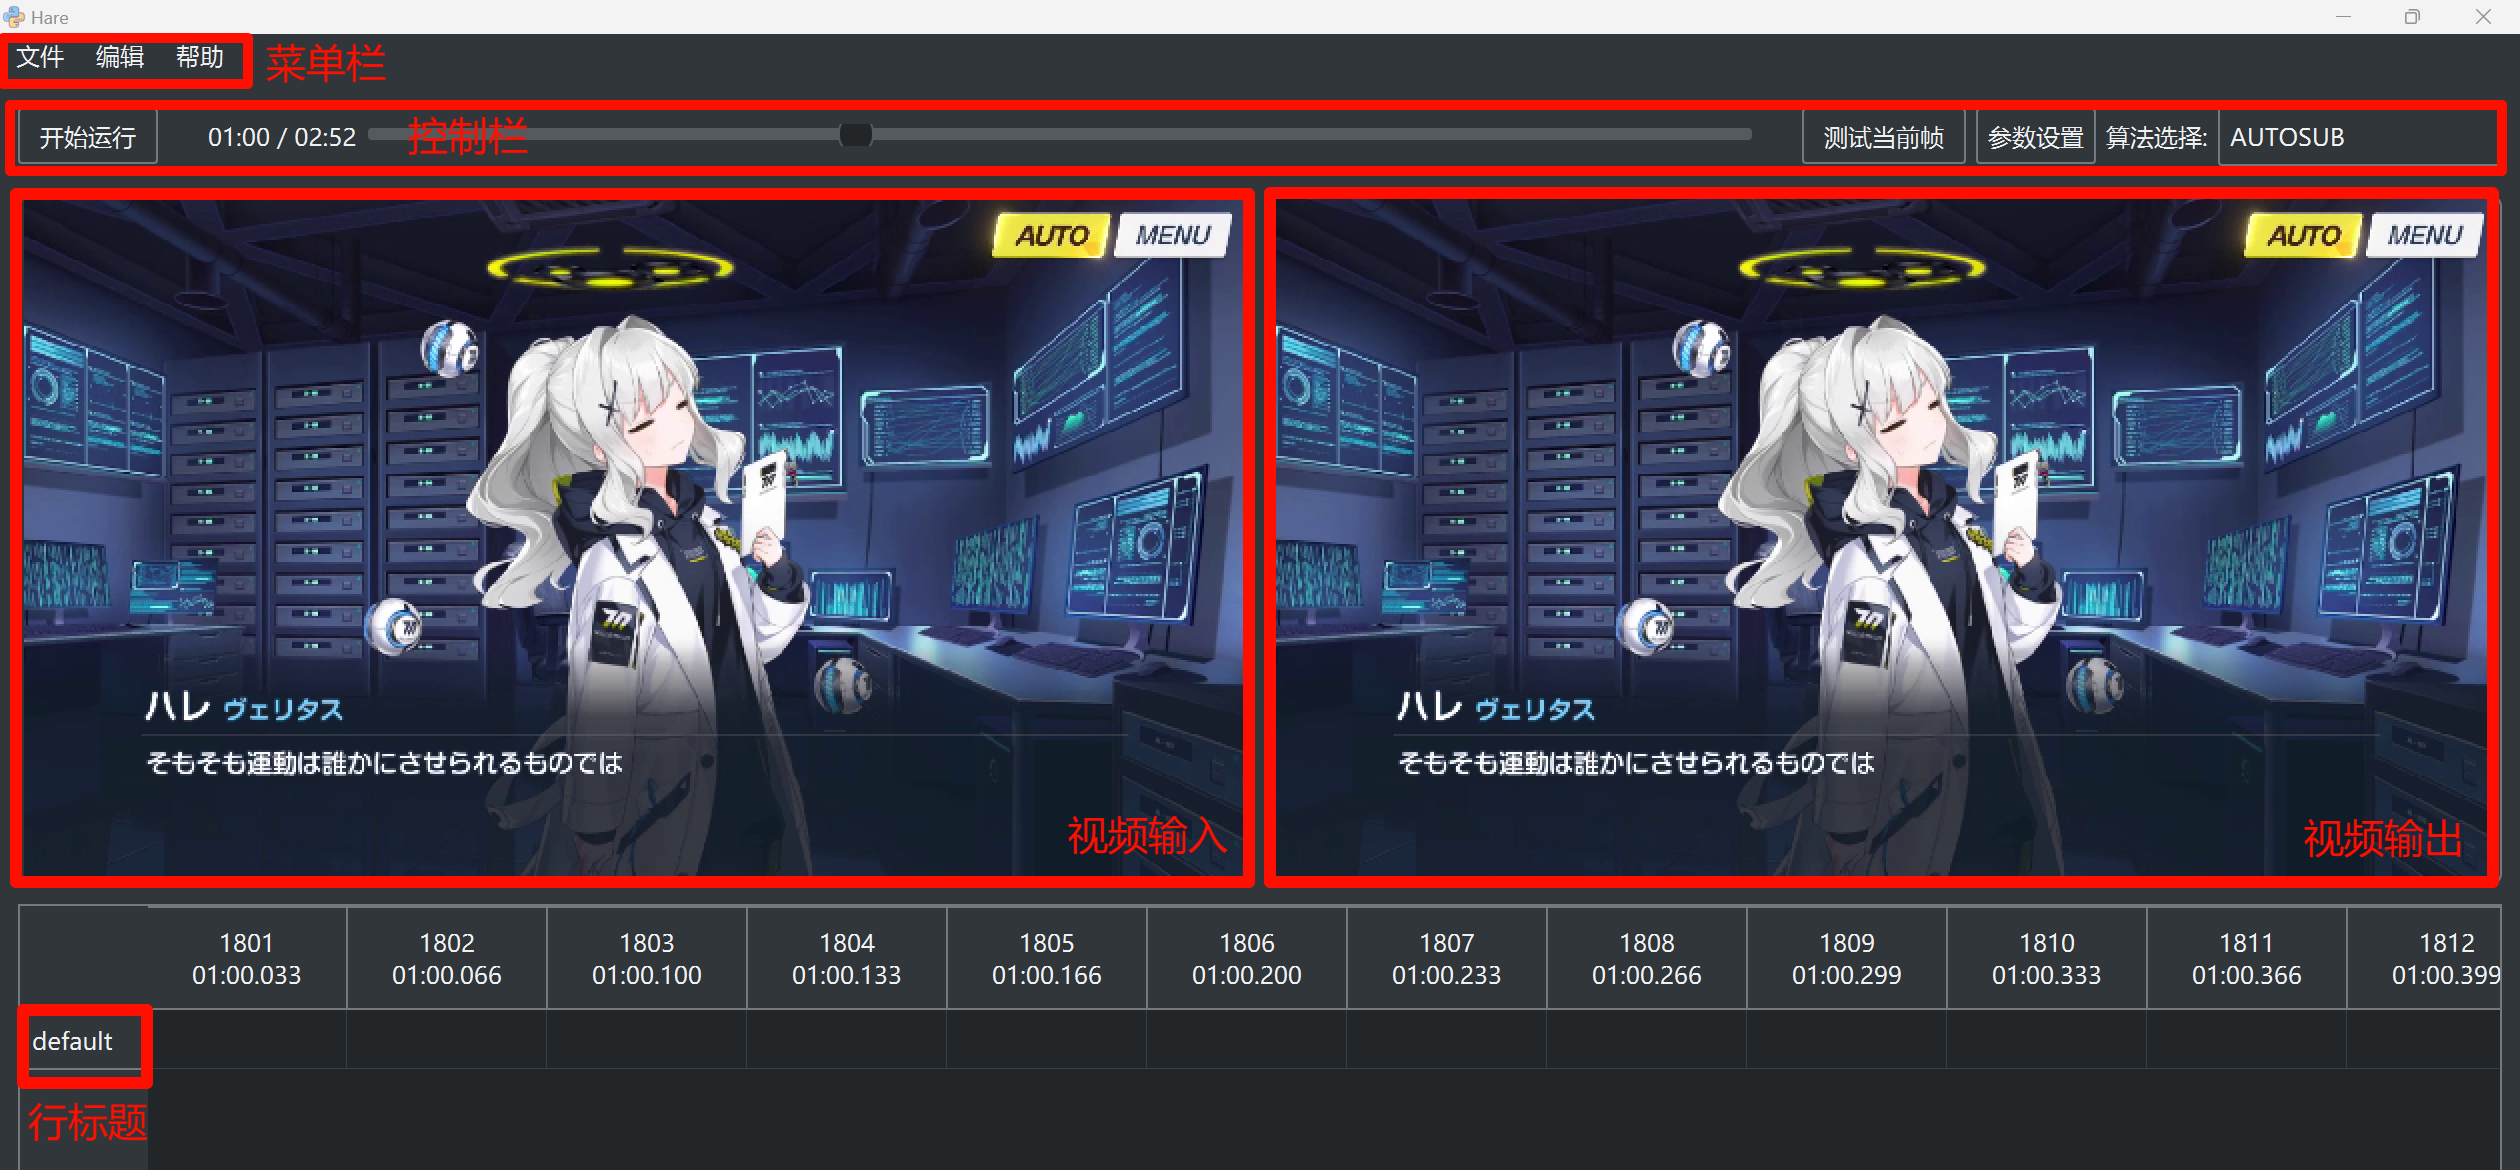 Hare
文件 编辑 帮助 菜单栏
开始运行 01:00 / 02:52 控制栏 测试当前帧 参数设置 算法选择: AUTOSUB
AUTO MENU
ハレ ヴェリタス
そもそも運動は誰かにさせられるものでは
视频输入
AUTO MENU
ハレ ヴェリタス
そもそも運動は誰かにさせられるものでは
视频输出
1801 1802 1803 1804 1805 1806 1807 1808 1809 1810 1811 1812
01:00.033 01:00.066 01:00.100 01:00.133 01:00.166 01:00.200 01:00.233 01:00.266 01:00.299 01:00.333 01:00.366 01:00.399
default
行标题